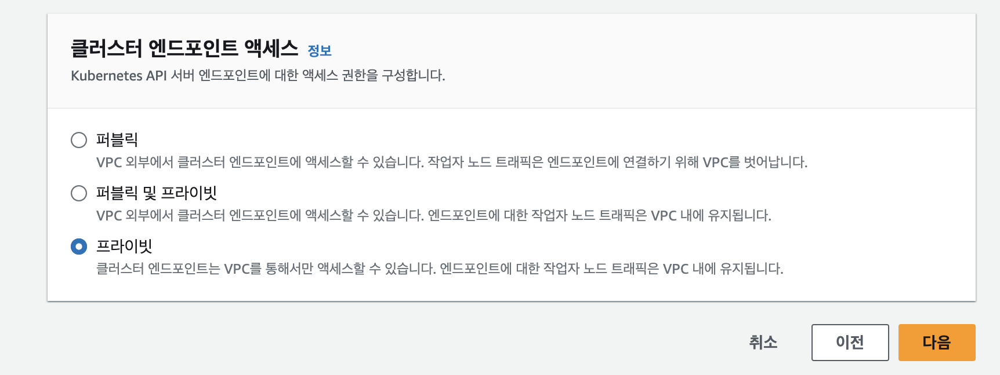 클러스터 엔드포인트 액세스 정보
Kubernetes API 서버 엔드포인트에 대한 액세스 권한을 구성합니다.
퍼블릭
VPC 외부에서 클러스터 엔드포인트에 액세스할 수 있습니다. 작업자 노드 트래픽은 엔드포인트에 연결하기 위해 VPC를 벗어납니다.
퍼블릭 및 프라이빗
VPC 외부에서 클러스터 엔드포인트에 액세스할 수 있습니다. 엔드포인트에 대한 작업자 노드 트래픽은 VPC 내에 유지됩니다.
프라이빗
클러스터 엔드포인트는 VPC를 통해서만 액세스할 수 있습니다. 엔드포인트에 대한 작업자 노드 트래픽은 VPC 내에 유지됩니다.
취소 이전 다음